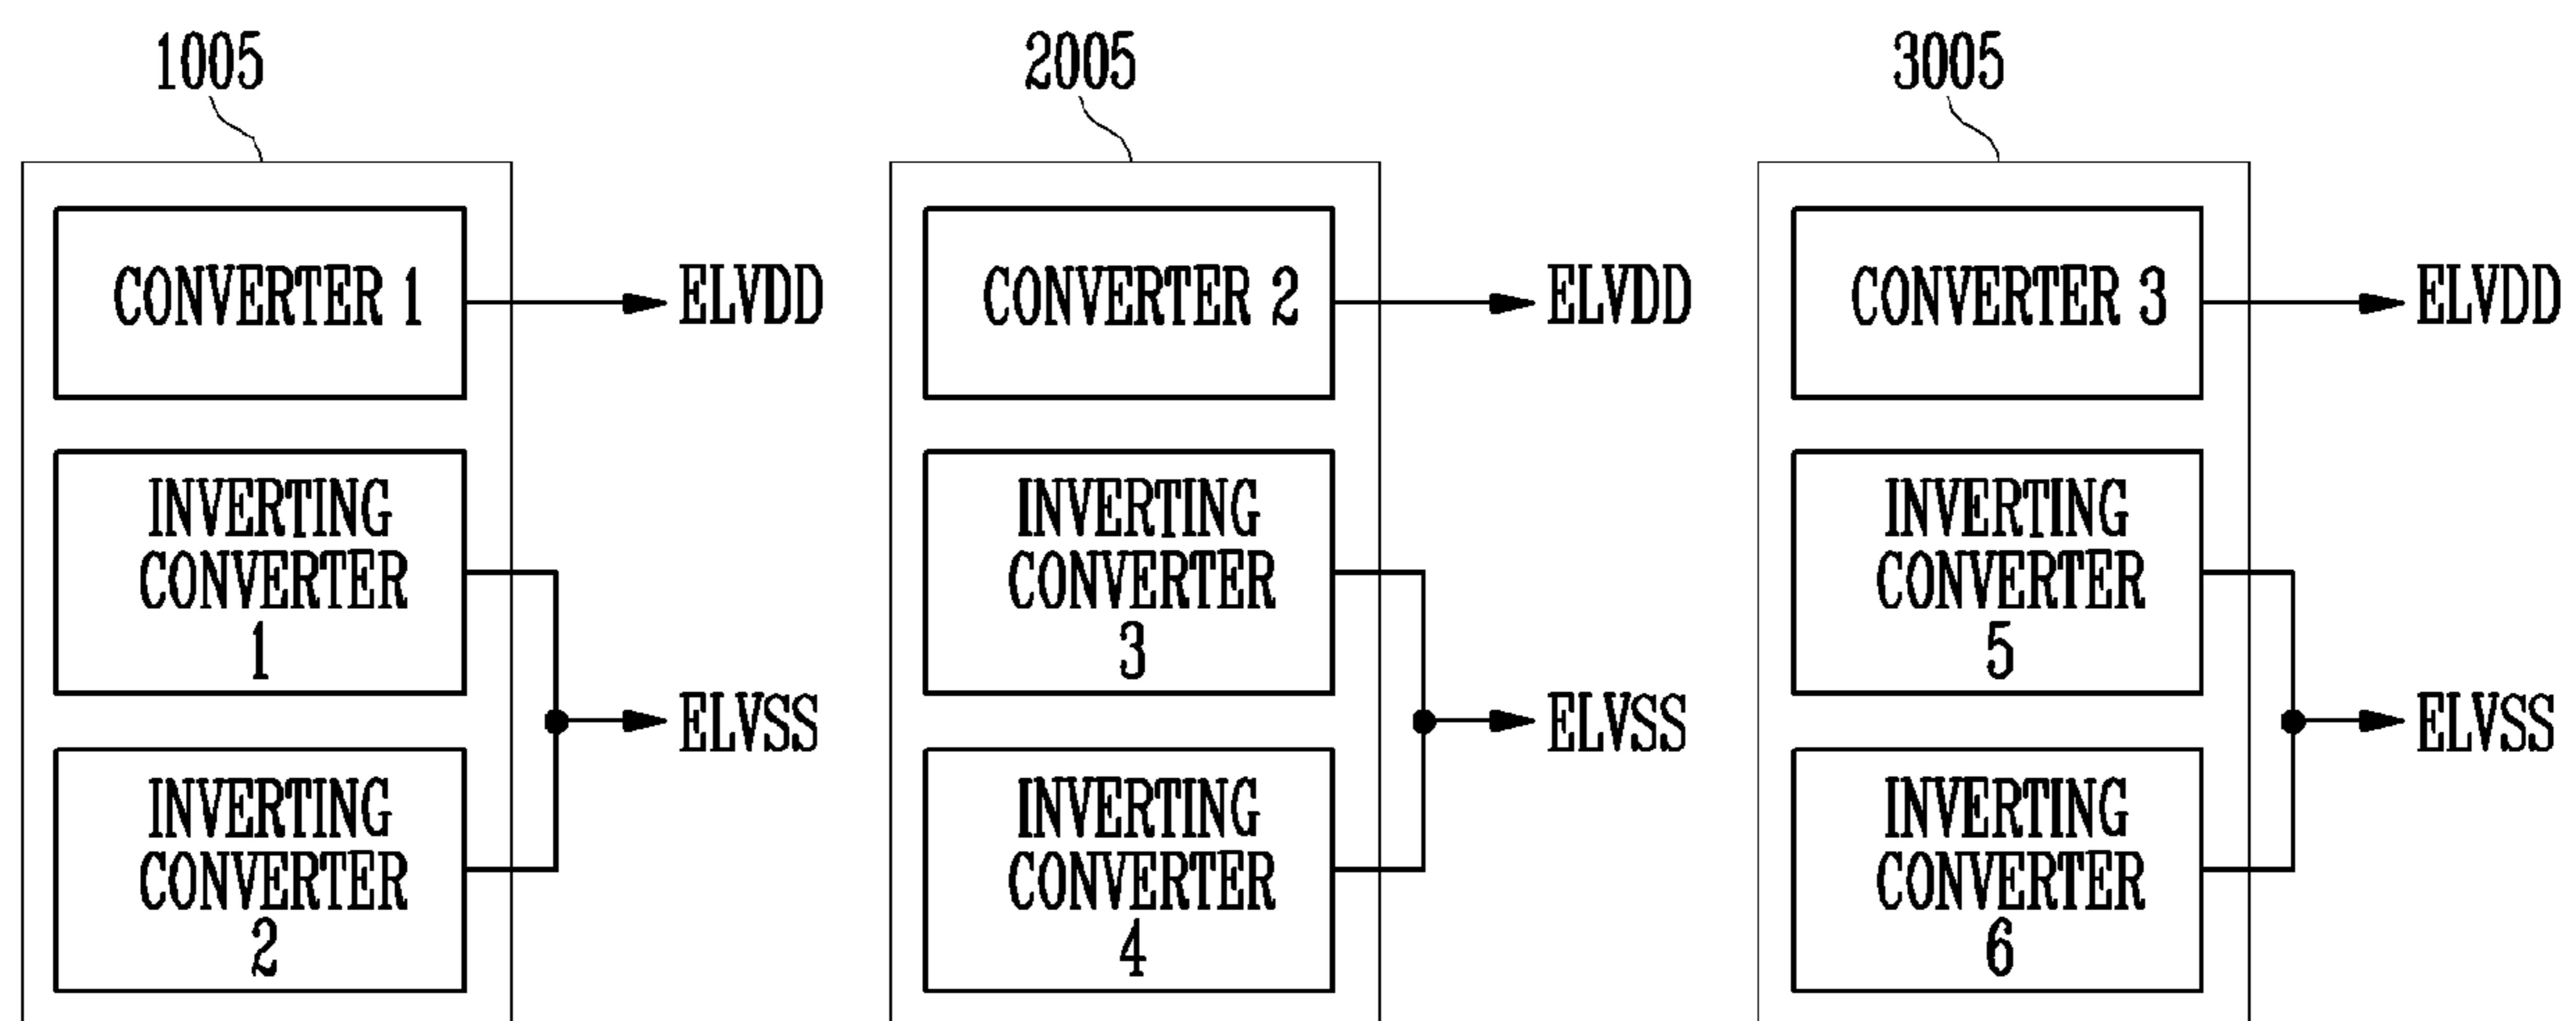 1005
2005
3005
CONVERTER 1
ELVDD
CONVERTER 2
ELVDD
CONVERTER 3
ELVDD
INVERTING
CONVERTER
1
INVERTING
CONVERTER
3
INVERTING
CONVERTER
5
ELVSS
ELVSS
ELVSS
INVERTING
CONVERTER
2
INVERTING
CONVERTER
4
INVERTING
CONVERTER
6